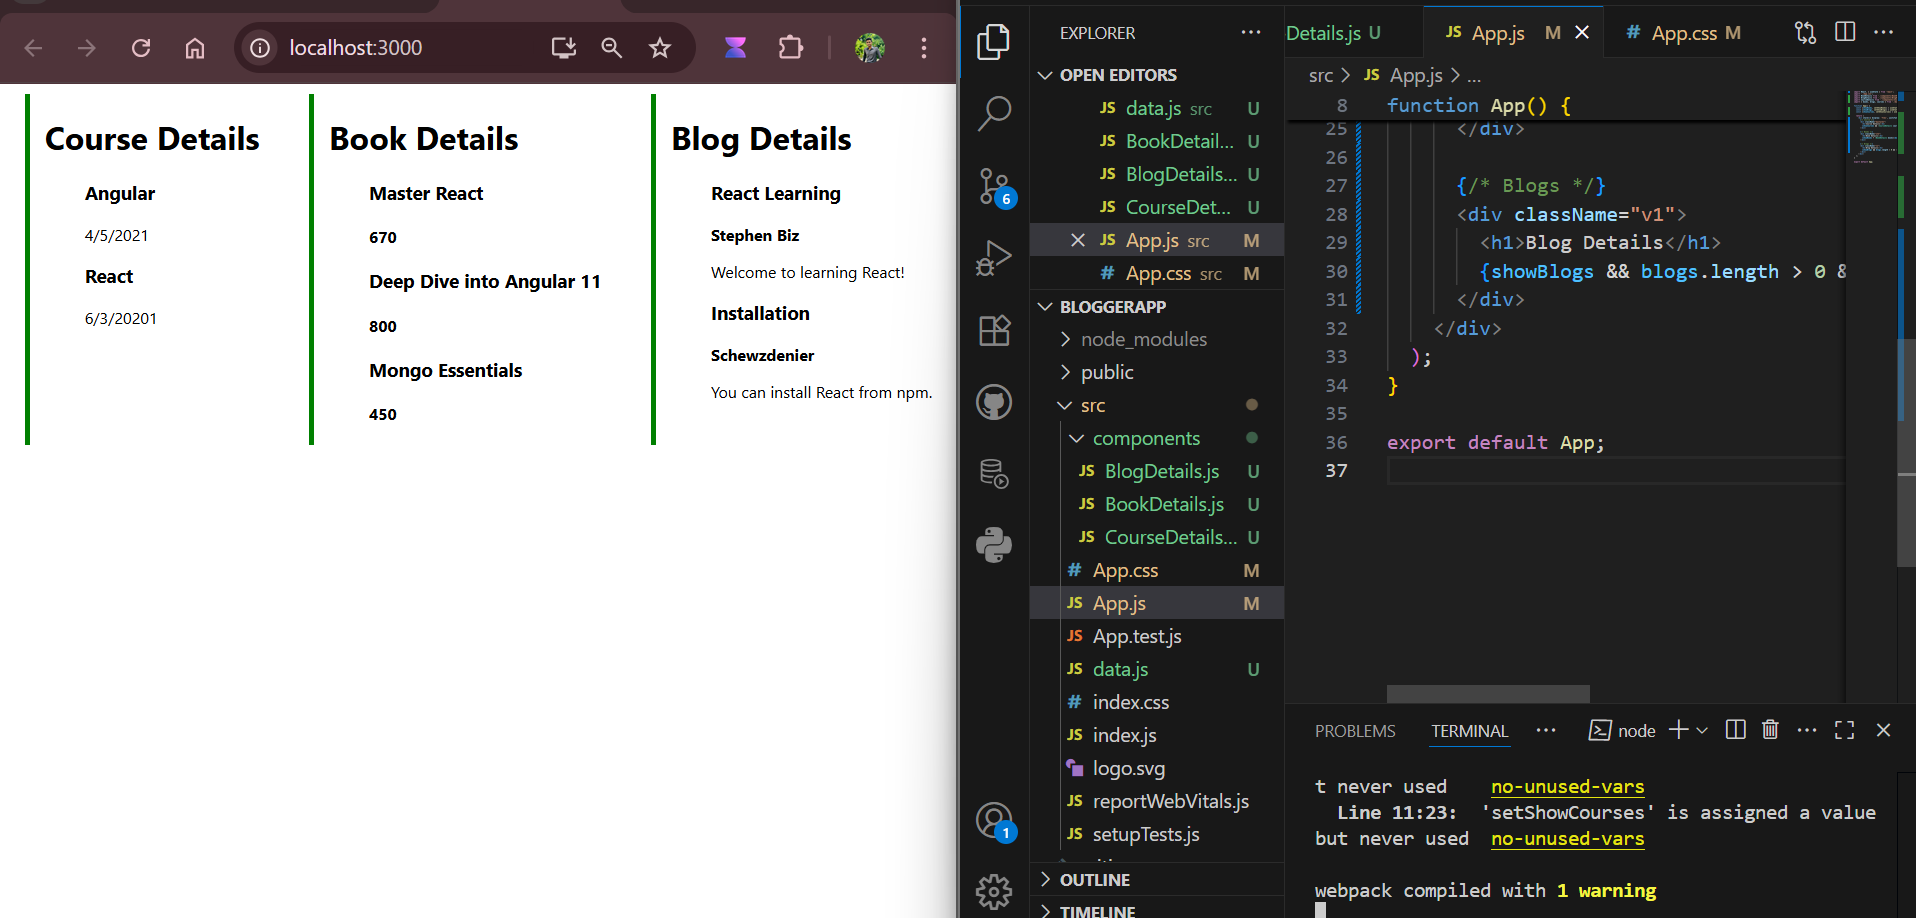 localhost:3000
Course Details
Angular
4/5/2021
React
6/3/20201
Book Details
Master React
670
Deep Dive into Angular 11
800
Mongo Essentials
450
Blog Details
React Learning
Stephen Biz
Welcome to learning React!
Installation
Schewzdenier
You can install React from npm.
6
1
EXPLORER
OPEN EDITORS
JS data.js src U
JS BookDetail... U
JS BlogDetails... U
JS CourseDet... U
JS App.js src M
# App.css src M
BLOGGERAPP
node_modules
public
src
components
JS BlogDetails.js U
JS BookDetails.js U
JS CourseDetails... U
# App.css M
JS App.js M
JS App.test.js
JS data.js U
# index.css
JS index.js
logo.svg
JS reportWebVitals.js
JS setupTests.js
OUTLINE
TIMELINE
Details.js U
JS App.js M
# App.css M
src > JS App.js > ...
8 function App() {
25 </div>
26
27 {/* Blogs */}
28 <div className="v1">
29 <h1>Blog Details</h1>
30 {showBlogs && blogs.length > 0 &
31 </div>
32 </div>
33 );
34 }
35
36 export default App;
37
PROBLEMS TERMINAL ... node
t never used no-unused-vars
Line 11:23: 'setShowCourses' is assigned a value
but never used no-unused-vars
webpack compiled with 1 warning